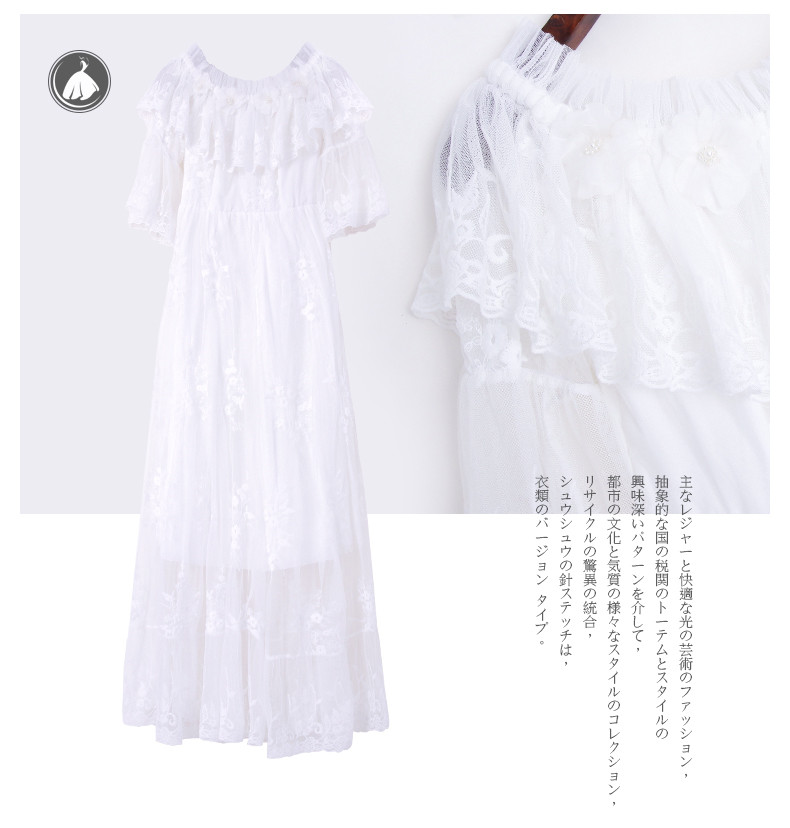 主なレジャーと快適な光の芸術のファッション，
抽象的な国の税関のトーテムとスタイルの
興味深いパターンを介して，
都市の文化と気質の様々なスタイルのコレクション，
リサイクルの驚異の統合，
シュウシュウの針ステッチは，
衣類のバージョン タイプ。